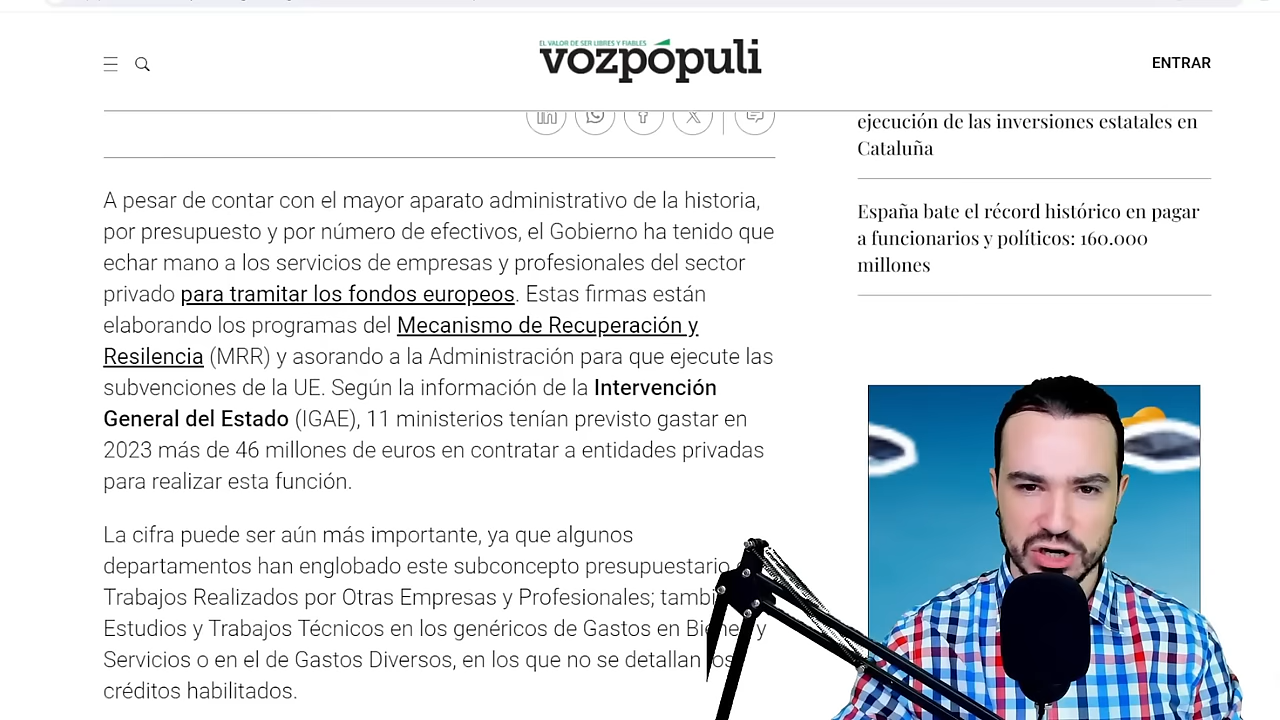 EL VALOR DE SER LIBRES Y FIABLES
vozpópuli
ENTRAR
A pesar de contar con el mayor aparato administrativo de la historia,
por presupuesto y por número de efectivos, el Gobierno ha tenido que
echar mano a los servicios de empresas y profesionales del sector
privado para tramitar los fondos europeos. Estas firmas están
elaborando los programas del Mecanismo de Recuperación y
Resilencia (MRR) y asorando a la Administración para que ejecute las
subvenciones de la UE. Según la información de la Intervención
General del Estado (IGAE), 11 ministerios tenían previsto gastar en
2023 más de 46 millones de euros en contratar a entidades privadas
para realizar esta función.
La cifra puede ser aún más importante, ya que algunos
departamentos han englobado este subconcepto presupuestario
Trabajos Realizados por Otras Empresas y Profesionales;
Estudios y Trabajos Técnicos en los genéricos de Gastos en Bienes y
Servicios o en el de Gastos Diversos, en los que no se detallan los
créditos habilitados.
ejecución de las inversiones estatales en
Cataluña
España bate el récord histórico en pagar
a funcionarios y políticos: 160.000
millones